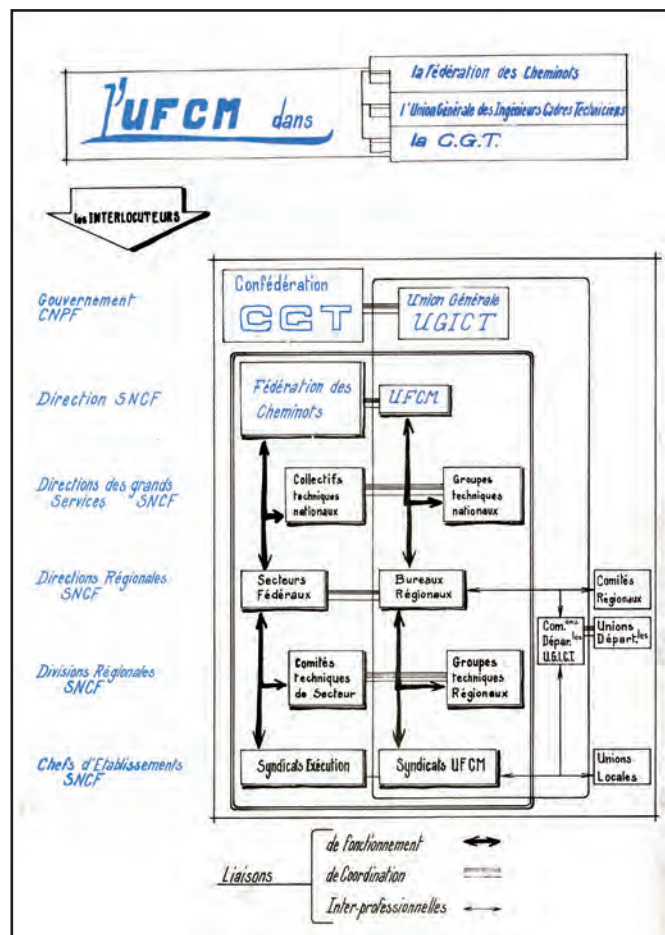 l'UFCM dans
la Fédération des Cheminots
l'Union Générale des Ingénieurs Cadres Techniciens
la C.G.T.
les INTERLOCUTEURS
Gouvernement
CNPF
Confédération
CGT
Union Générale
UGICT
Direction SNCF
Fédération des
Cheminots
UFCM
Directions des grands
Services SNCF
Collectifs
techniques
nationaux
Groupes
techniques
nationaux
Directions Régionales
SNCF
Secteurs
Fédéraux
Bureaux
Régionaux
Comités
Régionaux
Com.ons
Dépar.les
U.G.I.C.T.
Unions
Départ.les
Divisions Régionales
SNCF
Comités
techniques
de Secteur
Groupes
techniques
Régionaux
Chefs d'Etablissements
SNCF
Syndicats Exécution
Syndicats UFCM
Unions
Locales
Liaisons
de fonctionnement
de Coordination
Inter-professionnelles